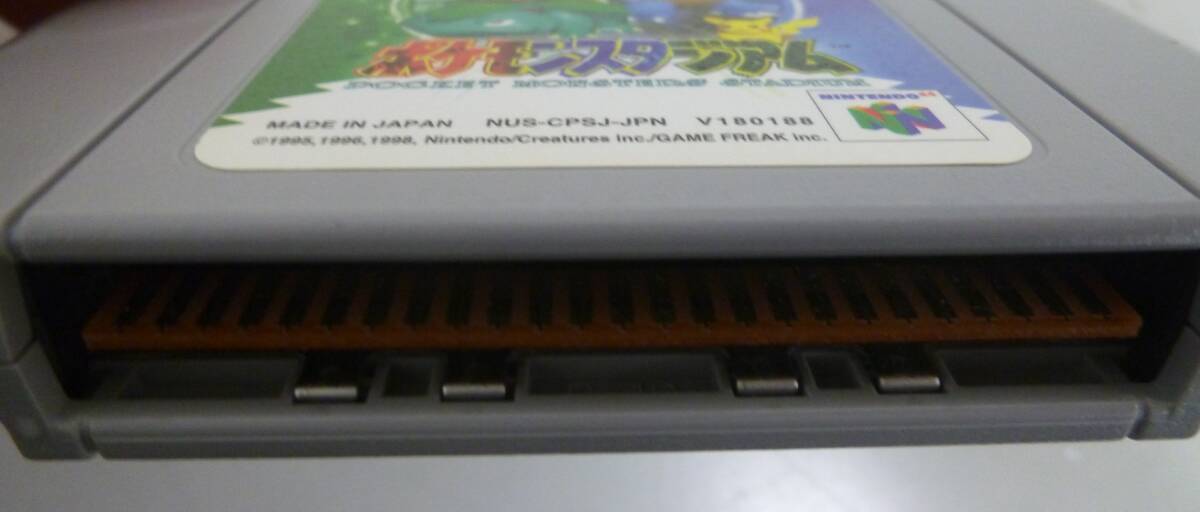 ポケモンスタジアム ™
POCKET MONSTERS STADIUM
NINTENDO64
MADE IN JAPAN NUS-CPSJ-JPN V180188
©1995,1996,1998, Nintendo/Creatures inc./GAME FREAK inc.